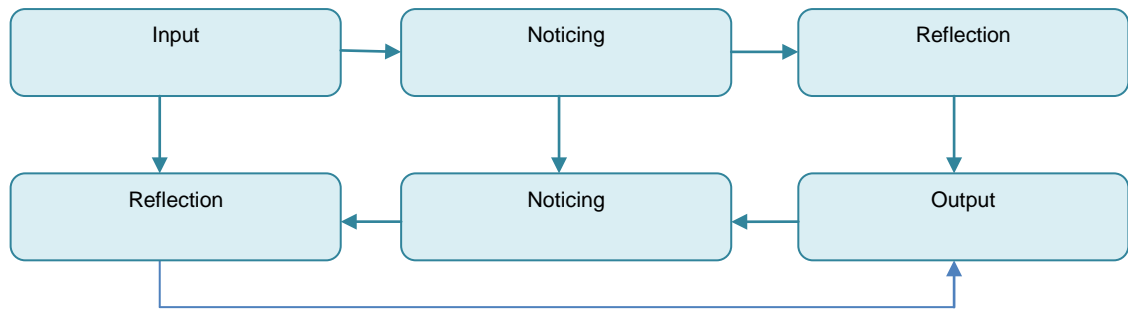 Input
Noticing
Reflection
Reflection
Noticing
Output